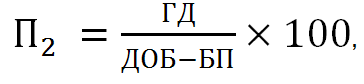 П₂ = ГД / (ДОБ−БП) × 100,